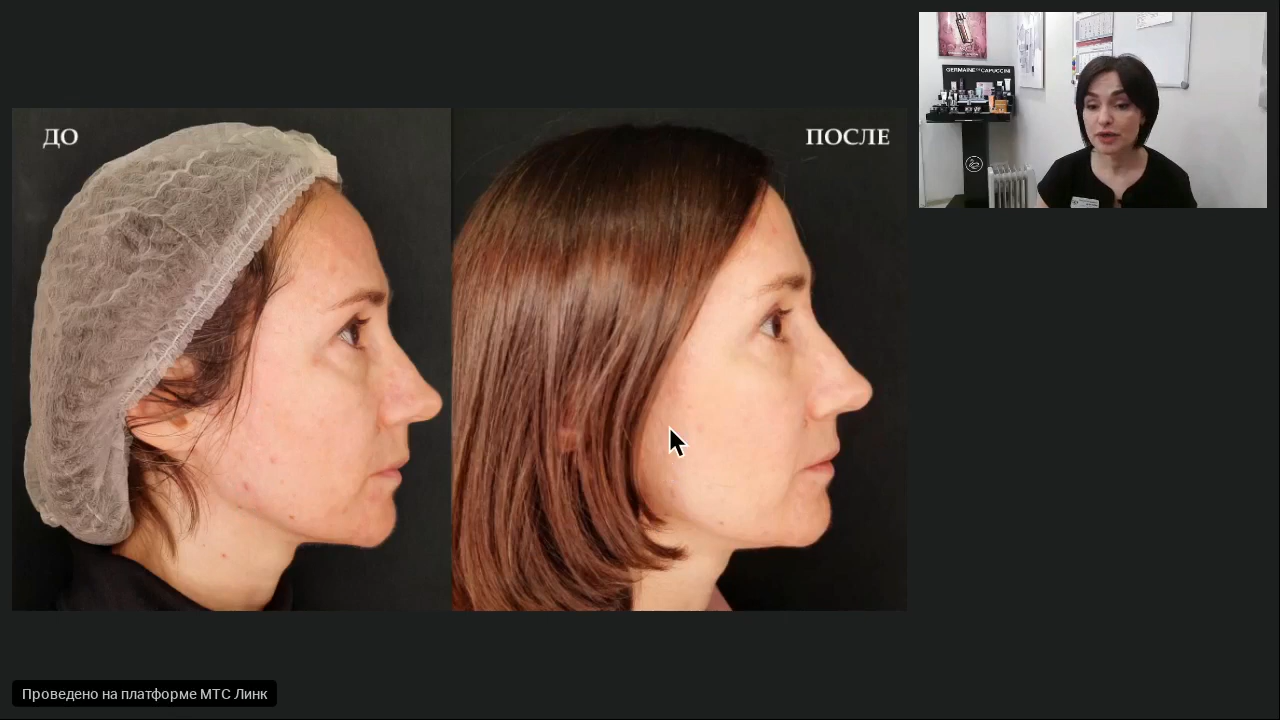 ДО
ПОСЛЕ
GERMAINE DE CAPUCCINI
Проведено на платформе МТС Линк